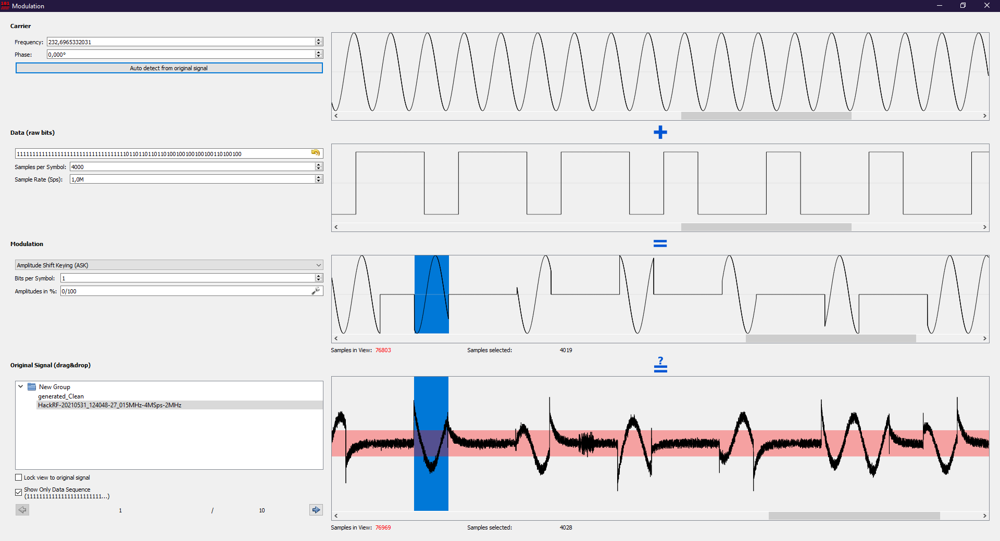 Modulation
Carrier
Frequency: 232,6965332031
Phase: 0,000°
Auto detect from original signal
Data (raw bits)
11111111111111111111111111111111110110110110110100100100100100110100100
Samples per Symbol: 4000
Sample Rate (Sps): 1,0M
Modulation
Amplitude Shift Keying (ASK)
Bits per Symbol: 1
Amplitudes in %: 0/100
Samples in View: 76803 Samples selected: 4019
Original Signal (drag&drop)
New Group
generated_Clean
HackRF-20210531_124048-27_015MHz-4MSps-2MHz
Lock view to original signal
Show Only Data Sequence
(111111111111111111111111...)
1 / 10
Samples in View: 76969 Samples selected: 4028